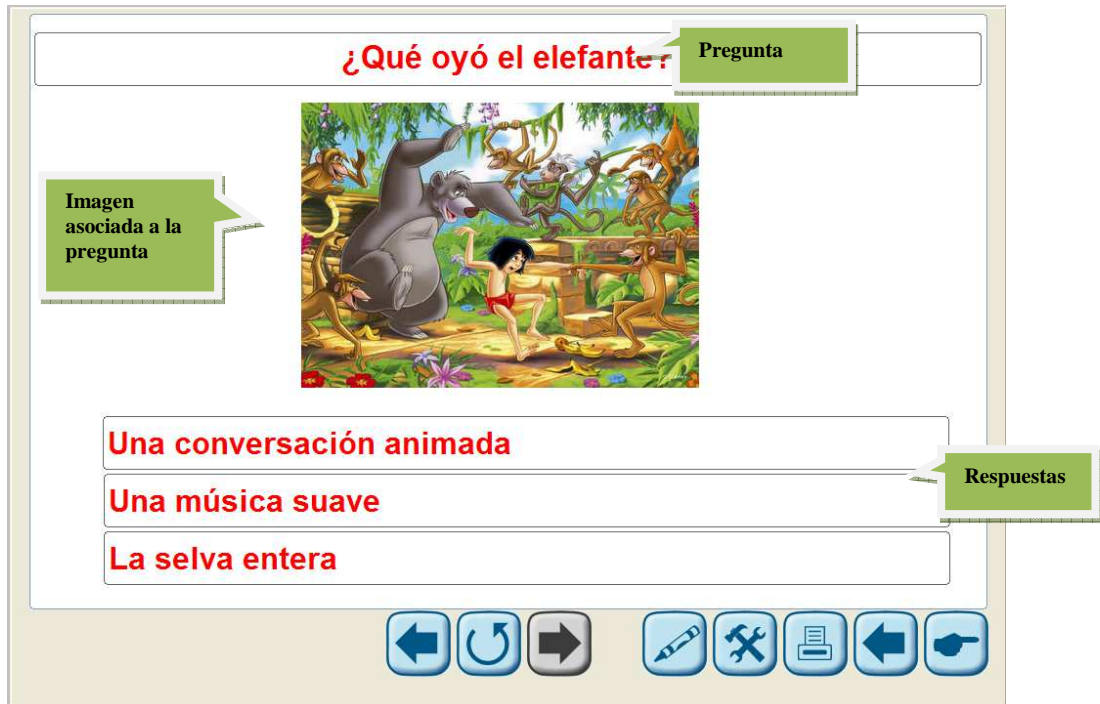 ¿Qué oyó el elefante?
Pregunta
Imagen
asociada a la
pregunta
Una conversación animada
Una música suave
La selva entera
Respuestas